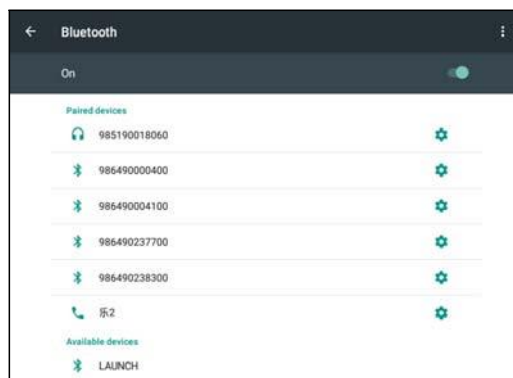 Bluetooth
On
Paired devices
985190018060
986490000400
986490004100
986490237700
986490238300
乐2
Available devices
LAUNCH